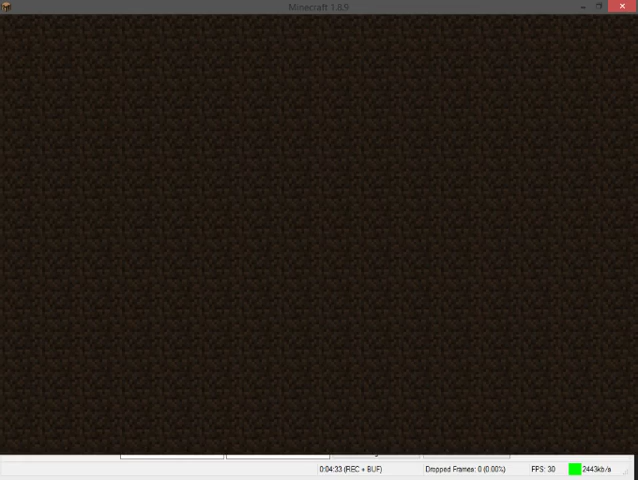 Minecraft 1.8.9
0:04:33 (REC + BUF) Dropped Frames: 0 (0.00%) FPS: 30 2443kb/s